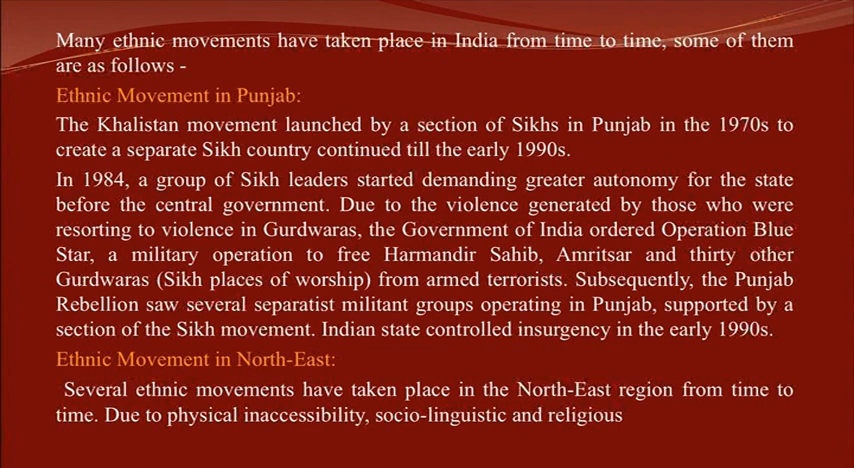 Many ethnic movements have taken place in India from time to time, some of them
are as follows -
Ethnic Movement in Punjab:
The Khalistan movement launched by a section of Sikhs in Punjab in the 1970s to
create a separate Sikh country continued till the early 1990s.
In 1984, a group of Sikh leaders started demanding greater autonomy for the state
before the central government. Due to the violence generated by those who were
resorting to violence in Gurdwaras, the Government of India ordered Operation Blue
Star, a military operation to free Harmandir Sahib, Amritsar and thirty other
Gurdwaras (Sikh places of worship) from armed terrorists. Subsequently, the Punjab
Rebellion saw several separatist militant groups operating in Punjab, supported by a
section of the Sikh movement. Indian state controlled insurgency in the early 1990s.
Ethnic Movement in North-East:
Several ethnic movements have taken place in the North-East region from time to
time. Due to physical inaccessibility, socio-linguistic and religious